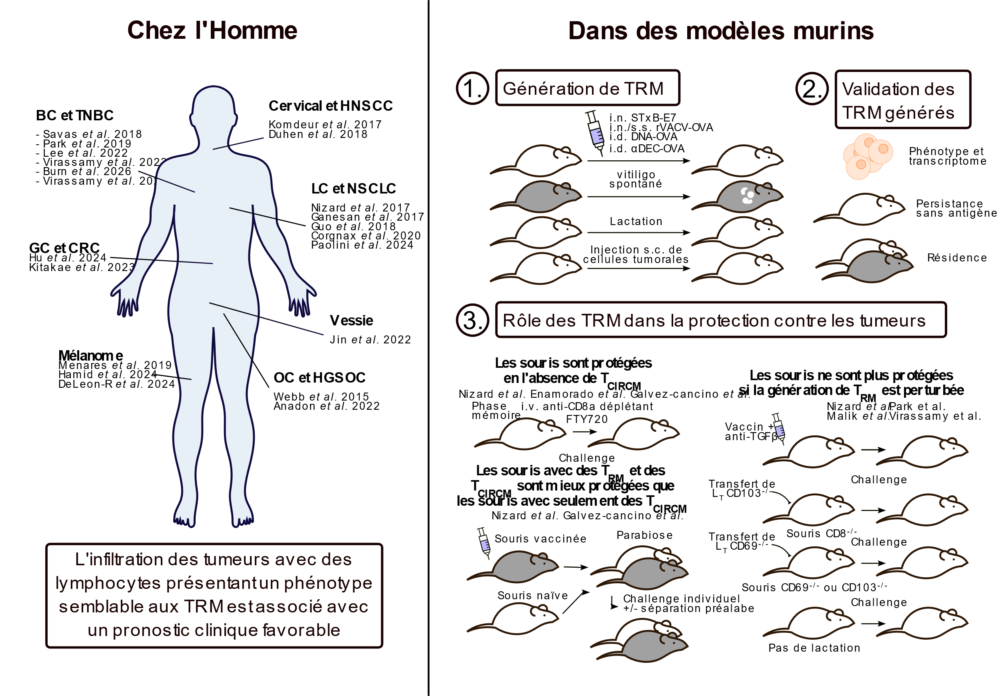 Chez l'Homme
BC et TNBC
- Savas et al. 2018
- Park et al. 2019
- Lee et al. 2022
- Virassamy et al. 2023
- Burn et al. 2026
- Virassamy et al.
Cervical et HNSCC
Komdeur et al. 2017
Duhen et al. 2018
LC et NSCLC
Nizard et al. 2017
Ganesan et al. 2017
Guo et al. 2018
Corgnax et al. 2020
Paolini et al. 2024
GC et CRC
Hu et al. 2024
Kitakae et al. 2023
Vessie
Jin et al. 2022
Mélanome
Menares et al. 2019
Hamid et al. 2024
DeLeon-R et al. 2024
OC et HGSOC
Webb et al. 2015
Anadon et al. 2022
L'infiltration des tumeurs avec des
lymphocytes présentant un phénotype
semblable aux TRM est associé avec
un pronostic clinique favorable
Dans des modèles murins
1.
Génération de TRM
i.n. STxB-E7
i.n./s.s. rVACV-OVA
i.d. DNA-OVA
i.d. αDEC-OVA
vitiligo
spontané
Lactation
Injection s.c. de
cellules tumorales
2.
Validation des
TRM générés
Phénotype et
transcriptome
Persistance
sans antigène
Résidence
3.
Rôle des TRM dans la protection contre les tumeurs
Les souris sont protégées
en l'absence de TCIRCM
Nizard et al. Enamorado et al. Galvez-cancino et al.
Phase
mémoire
i.v. anti-CD8a déplétant
FTY720
Challenge
Les souris avec des TRM et des
TCIRCM sont mieux protégées que
les souris avec seulement des TCIRCM
Nizard et al. Galvez-cancino et al.
Souris vaccinée
Parabiose
Souris naïve
Challenge individuel
+/- séparation préalabe
Les souris ne sont plus protégées
si la génération de TRM est perturbée
Nizard et al. Park et al.
Malik et al. Virassamy et al.
Vaccin +
anti-TGFβ
Challenge
Transfert de
LT CD103-/-
Souris CD8-/-
Challenge
Transfert de
LT CD69-/-
Souris CD69-/- ou CD103-/-
Challenge
Pas de lactation